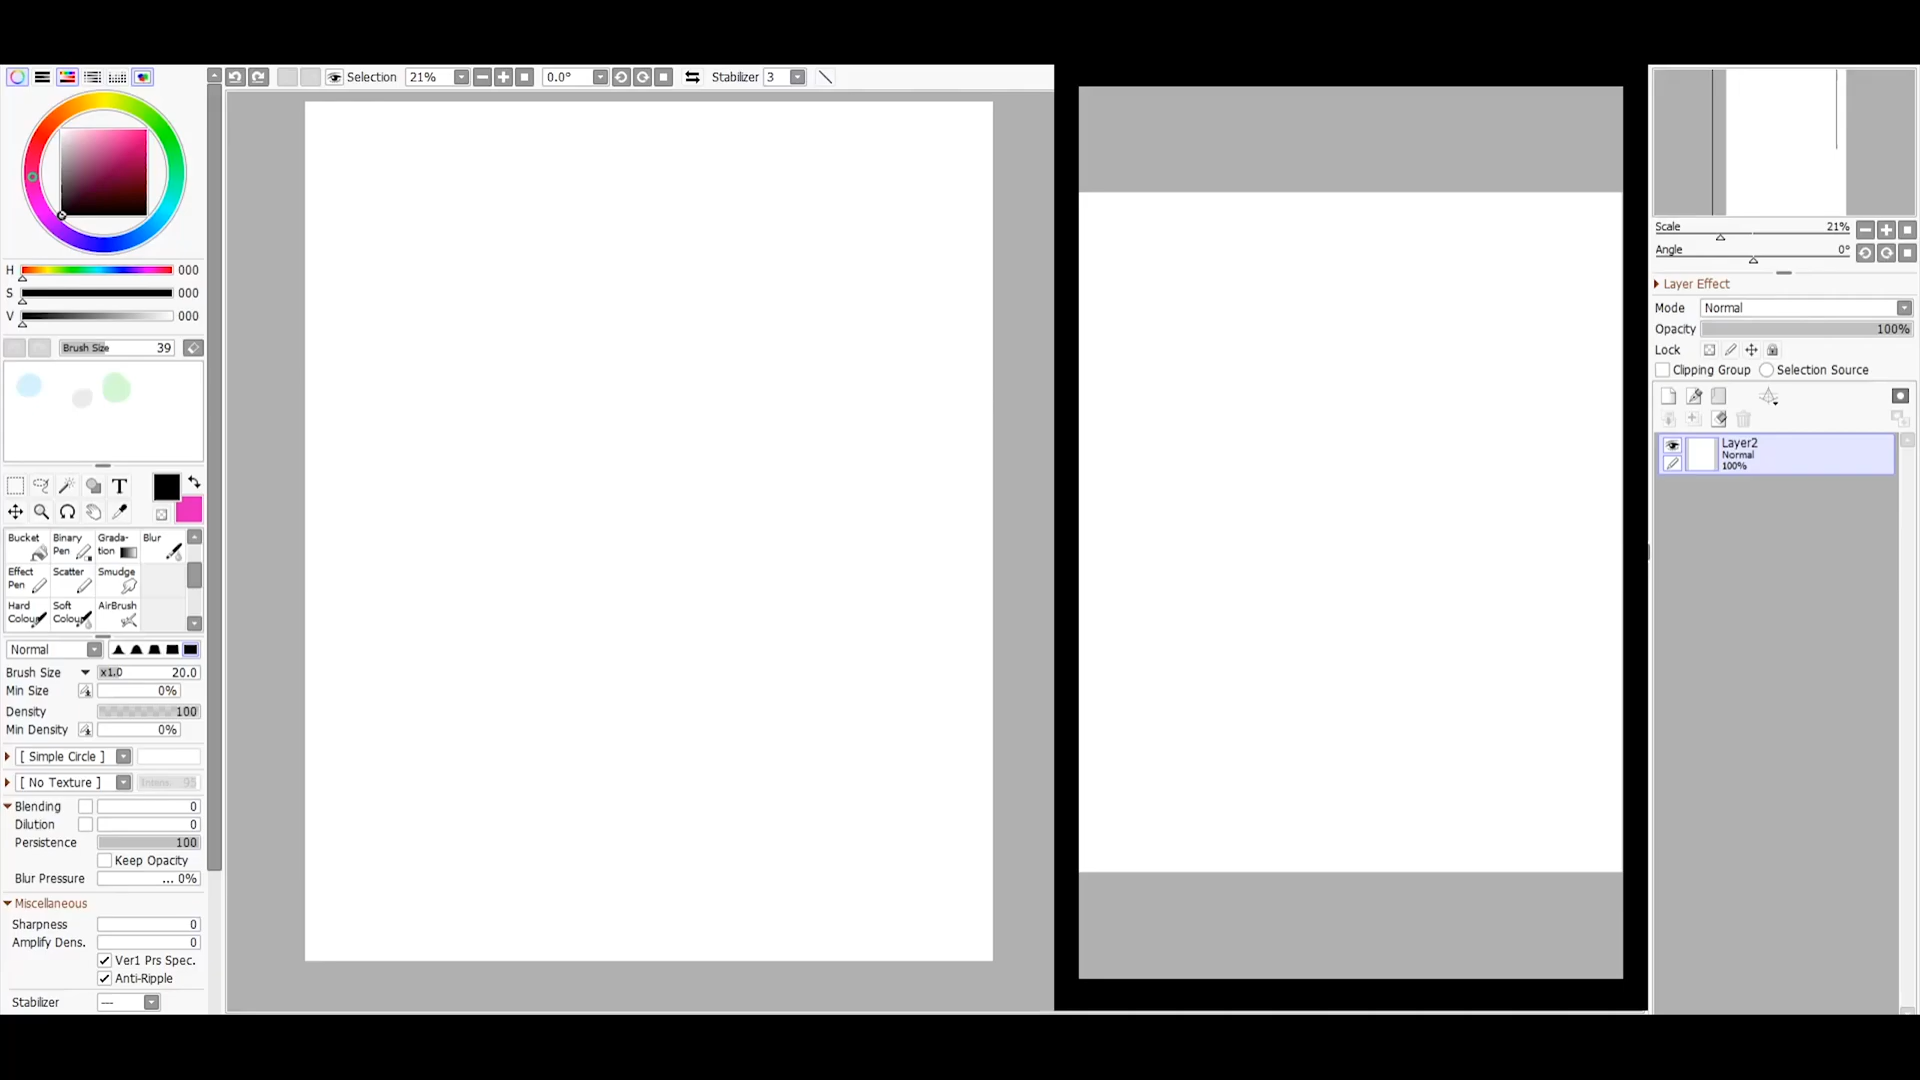 Selection 21% 0.0° Stabilizer 3
H 000
S 000
V 000
Brush Size 39
T
Bucket Binary Pen Grada-tion Blur
Effect Pen Scatter Smudge
Hard Colour Soft Colour AirBrush
Normal
Brush Size x1.0 20.0
Min Size 0%
Density 100
Min Density 0%
[ Simple Circle ]
[ No Texture ] 95
Blending 0
Dilution 0
Persistence 100
Keep Opacity
Blur Pressure ... 0%
Miscellaneous
Sharpness 0
Amplify Dens. 0
Ver1 Prs Spec.
Anti-Ripple
Stabilizer ---
Scale 21%
Angle 0°
Layer Effect
Mode Normal
Opacity 100%
Lock
Clipping Group Selection Source
Layer2
Normal
100%